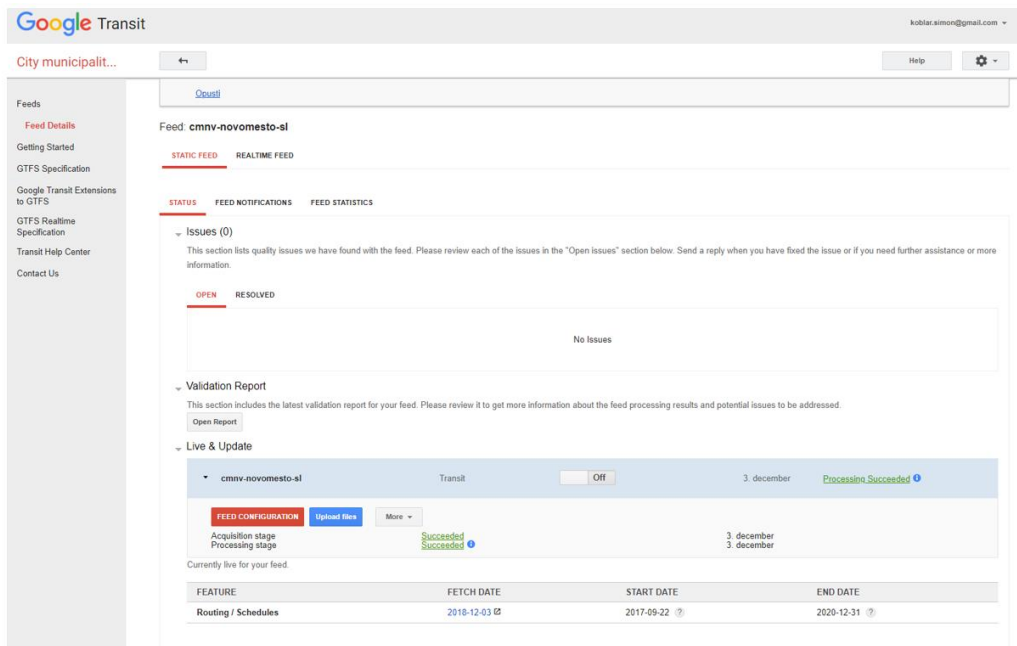 Google Transit
koblar.simon@gmail.com
City municipalit...
Help
Opusti
Feeds
Feed Details
Getting Started
GTFS Specification
Google Transit Extensions
to GTFS
GTFS Realtime
Specification
Transit Help Center
Contact Us
Feed: cmnv-novomesto-sl
STATIC FEED REALTIME FEED
STATUS FEED NOTIFICATIONS FEED STATISTICS
Issues (0)
This section lists quality issues we have found with the feed. Please review each of the issues in the "Open issues" section below. Send a reply when you have fixed the issue or if you need further assistance or more
information.
OPEN RESOLVED
No Issues
Validation Report
This section includes the latest validation report for your feed. Please review it to get more information about the feed processing results and potential issues to be addressed.
Open Report
Live & Update
cmnv-novomesto-sl Transit Off 3. december Processing Succeeded
FEED CONFIGURATION Upload files More
Acquisition stage Succeeded 3. december
Processing stage Succeeded 3. december
Currently live for your feed.
FEATURE FETCH DATE START DATE END DATE
Routing / Schedules 2018-12-03 2017-09-22 ? 2020-12-31 ?